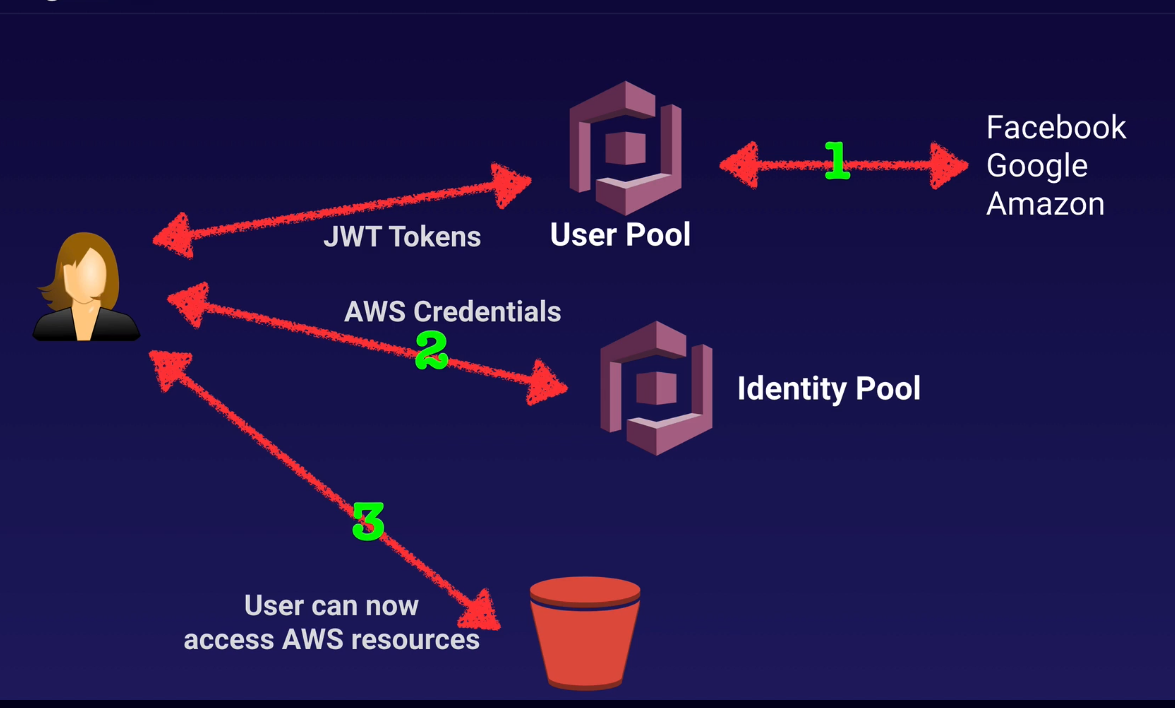 Facebook
1
Google
Amazon
JWT Tokens
User Pool
AWS Credentials
2
Identity Pool
3
User can now
access AWS resources